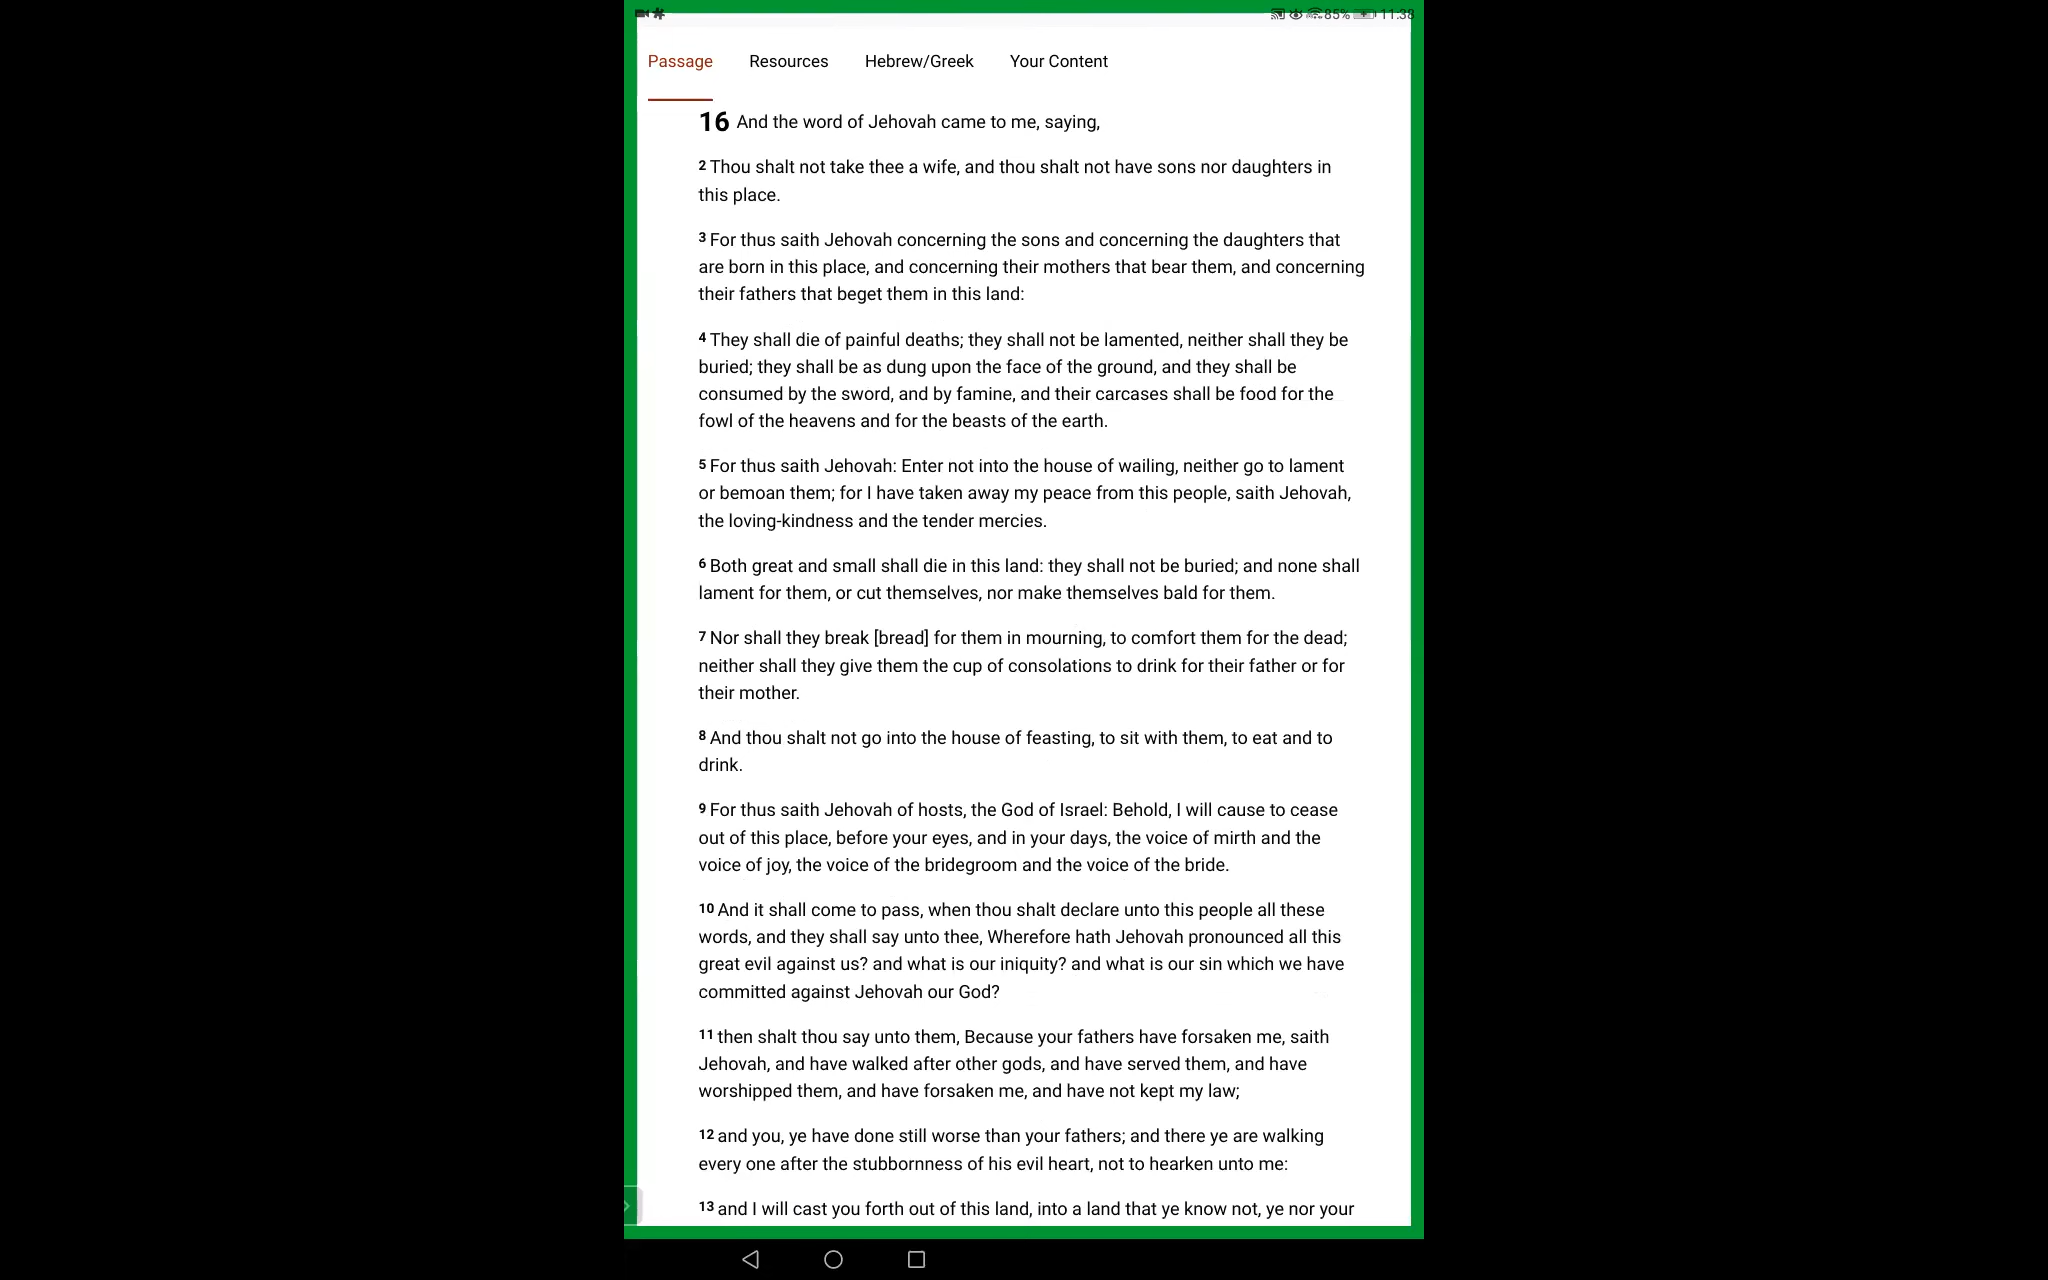 85% 11:38
Passage Resources Hebrew/Greek Your Content
16 And the word of Jehovah came to me, saying,
2 Thou shalt not take thee a wife, and thou shalt not have sons nor daughters in
this place.
3 For thus saith Jehovah concerning the sons and concerning the daughters that
are born in this place, and concerning their mothers that bear them, and concerning
their fathers that beget them in this land:
4 They shall die of painful deaths; they shall not be lamented, neither shall they be
buried; they shall be as dung upon the face of the ground, and they shall be
consumed by the sword, and by famine, and their carcases shall be food for the
fowl of the heavens and for the beasts of the earth.
5 For thus saith Jehovah: Enter not into the house of wailing, neither go to lament
or bemoan them; for I have taken away my peace from this people, saith Jehovah,
the loving-kindness and the tender mercies.
6 Both great and small shall die in this land: they shall not be buried; and none shall
lament for them, or cut themselves, nor make themselves bald for them.
7 Nor shall they break [bread] for them in mourning, to comfort them for the dead;
neither shall they give them the cup of consolations to drink for their father or for
their mother.
8 And thou shalt not go into the house of feasting, to sit with them, to eat and to
drink.
9 For thus saith Jehovah of hosts, the God of Israel: Behold, I will cause to cease
out of this place, before your eyes, and in your days, the voice of mirth and the
voice of joy, the voice of the bridegroom and the voice of the bride.
10 And it shall come to pass, when thou shalt declare unto this people all these
words, and they shall say unto thee, Wherefore hath Jehovah pronounced all this
great evil against us? and what is our iniquity? and what is our sin which we have
committed against Jehovah our God?
11 then shalt thou say unto them, Because your fathers have forsaken me, saith
Jehovah, and have walked after other gods, and have served them, and have
worshipped them, and have forsaken me, and have not kept my law;
12 and you, ye have done still worse than your fathers; and there ye are walking
every one after the stubbornness of his evil heart, not to hearken unto me:
13 and I will cast you forth out of this land, into a land that ye know not, ye nor your